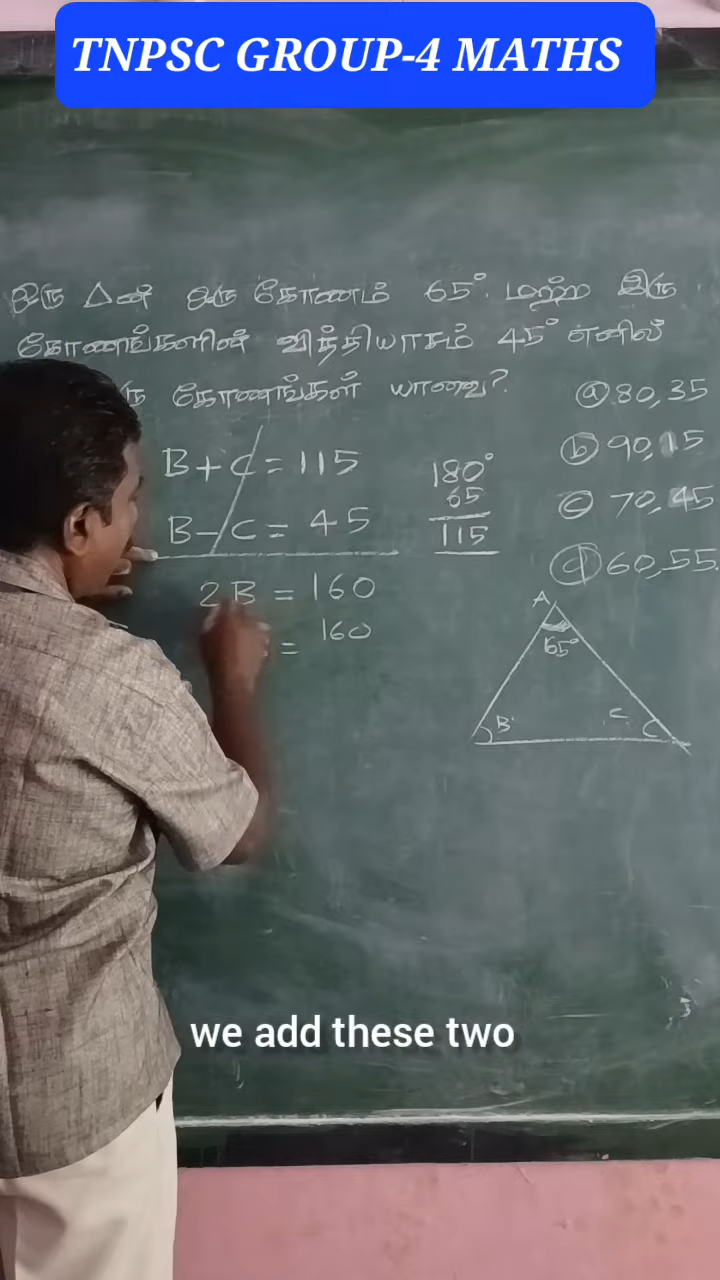 TNPSC GROUP-4 MATHS
ஒரு Δன் ஒரு கோணம் 65°. மற்ற இரு
கோணங்களின் வித்தியாசம் 45° எனில்
கோணங்கள் யாவை?
ⓐ 80, 35
ⓑ 90, 15
ⓒ 70, 45
ⓓ 60, 55
B + C = 115
B - C = 45
2B = 160
= 160
180°
65
115
A
65°
B
C
we add these two